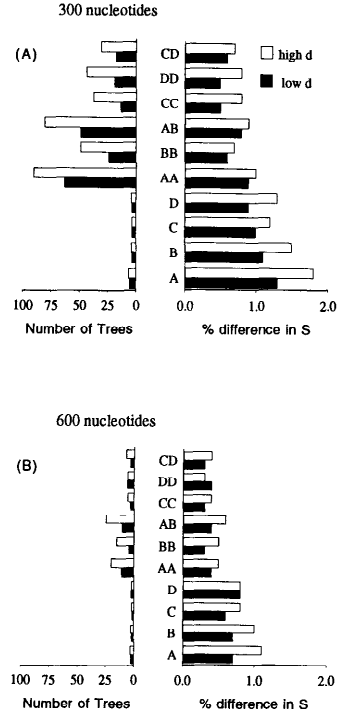 300 nucleotides
(A)
high d
low d
CD
DD
CC
AB
BB
AA
D
C
B
A
100 75 50 25 0
0.0 1.0 2.0
Number of Trees
% difference in S
600 nucleotides
(B)
CD
DD
CC
AB
BB
AA
D
C
B
A
100 75 50 25 0
0.0 1.0 2.0
Number of Trees
% difference in S